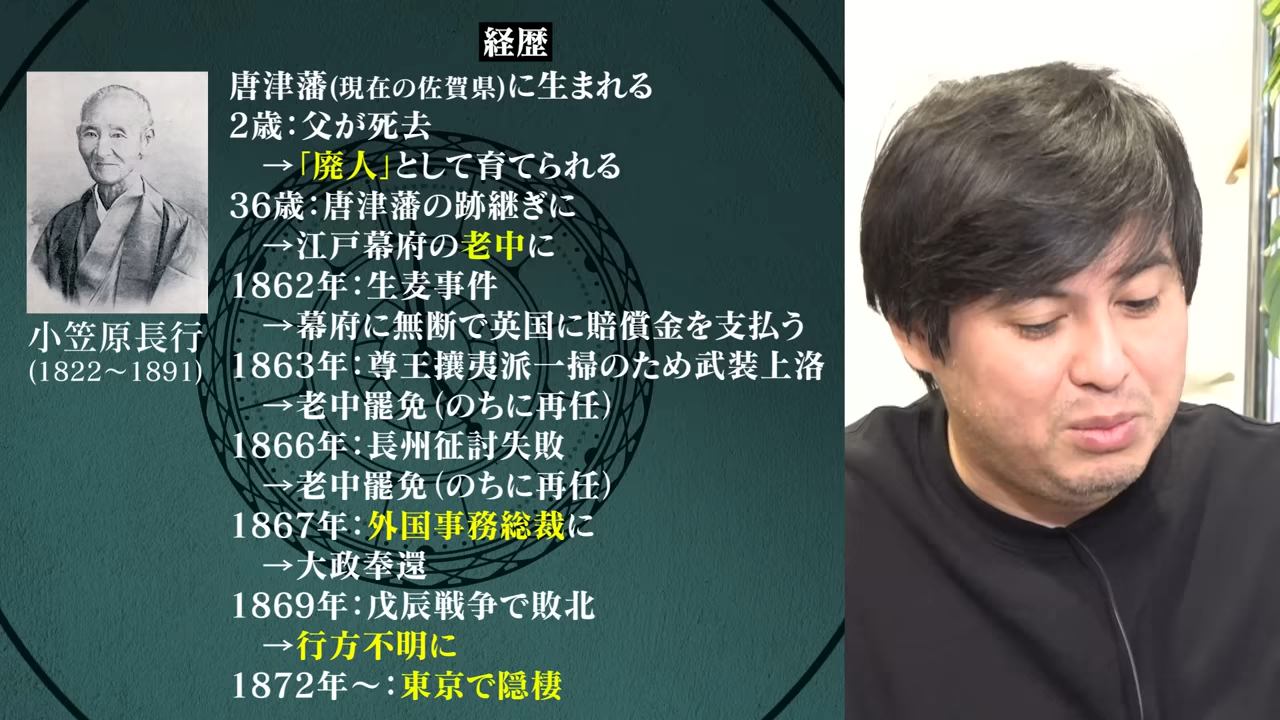 経歴
唐津藩(現在の佐賀県)に生まれる
2歳：父が死去
→「廃人」として育てられる
36歳：唐津藩の跡継ぎに
→江戸幕府の老中に
1862年：生麦事件
→幕府に無断で英国に賠償金を支払う
1863年：尊王攘夷派一掃のため武装上洛
→老中罷免（のちに再任）
1866年：長州征討失敗
→老中罷免（のちに再任）
1867年：外国事務総裁に
→大政奉還
1869年：戊辰戦争で敗北
→行方不明に
1872年～：東京で隠棲
小笠原長行
(1822～1891)